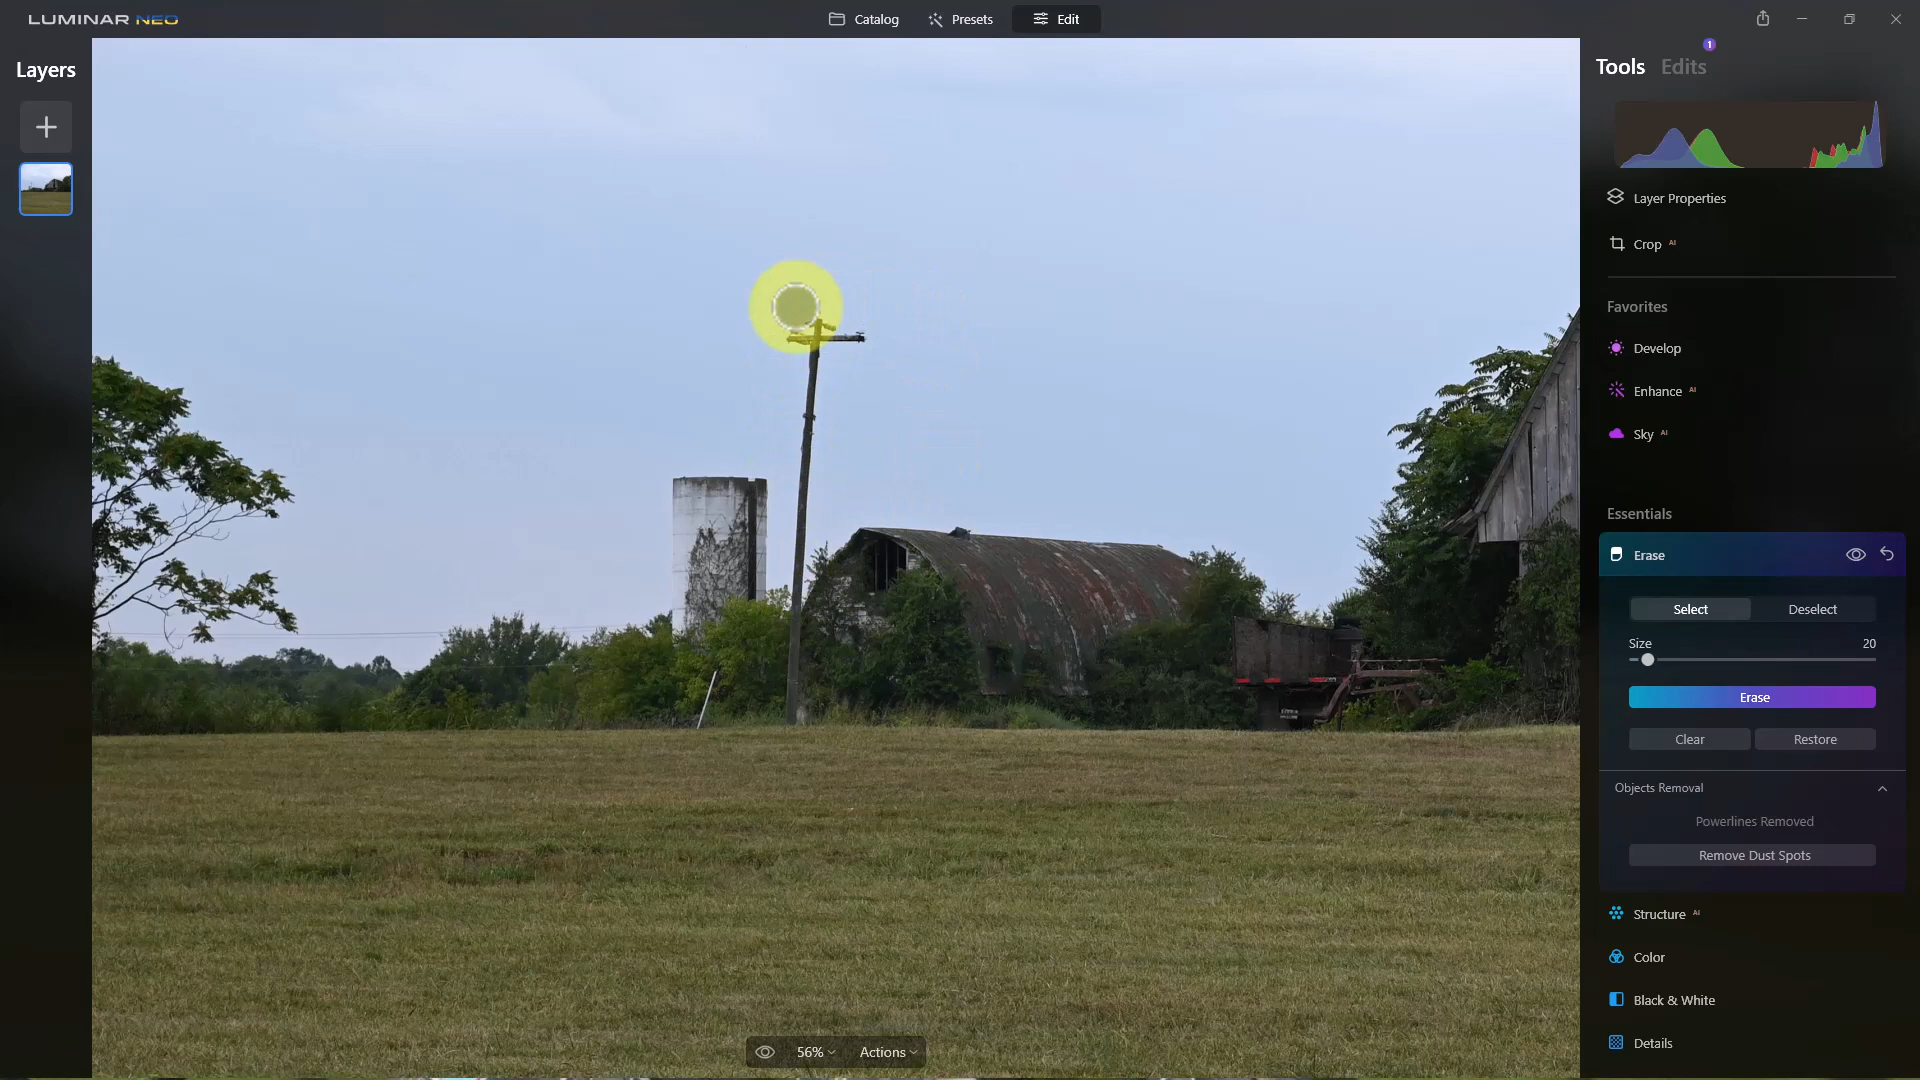 LUMINAR NEO
Catalog
Presets
Edit
Layers
1
Tools Edits
Layer Properties
Crop AI
Favorites
Develop
Enhance AI
Sky AI
Essentials
Erase
Select
Deselect
Size 20
Erase
Clear
Restore
Objects Removal
Powerlines Removed
Remove Dust Spots
Structure AI
Color
Black & White
Details
56%
Actions